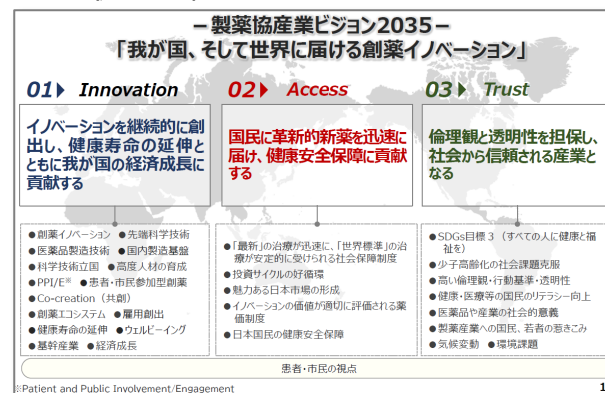 －製薬協産業ビジョン2035－
「我が国、そして世界に届ける創薬イノベーション」
01 Innovation
イノベーションを継続的に創
出し、健康寿命の延伸と
ともに我が国の経済成長に
貢献する
●創薬イノベーション ●先端科学技術
●医薬品製造技術 ●国内製造基盤
●科学技術立国 ●高度人材の育成
●PPI/E※ ●患者・市民参加型創薬
●Co-creation（共創）
●創薬エコシステム ●雇用創出
●健康寿命の延伸 ●ウェルビーイング
●基幹産業 ●経済成長
02 Access
国民に革新的新薬を迅速に
届け、健康安全保障に貢献
する
●「最新」の治療が迅速に、「世界標準」の治
療が安定的に受けられる社会保障制度
●投資サイクルの好循環
●魅力ある日本市場の形成
●イノベーションの価値が適切に評価される薬
価制度
●日本国民の健康安全保障
03 Trust
倫理観と透明性を担保し、
社会から信頼される産業と
なる
●SDGs目標３（すべての人に健康と福
祉を）
●少子高齢化の社会課題克服
●高い倫理観・行動基準・透明性
●健康・医療等の国民のリテラシー向上
●医薬品や産業の社会的意義
●製薬産業への国民、若者の惹きこみ
●気候変動 ●環境課題
患者・市民の視点
※Patient and Public Involvement/Engagement
1